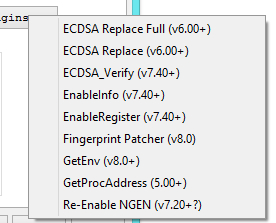 gins
ECDSA Replace Full (v6.00+)
ECDSA Replace (v6.00+)
ECDSA_Verify (v7.40+)
EnableInfo (v7.40+)
EnableRegister (v7.40+)
Fingerprint Patcher (v8.0)
GetEnv (v8.0+)
GetProcAddress (5.00+)
Re-Enable NGEN (v7.20+?)